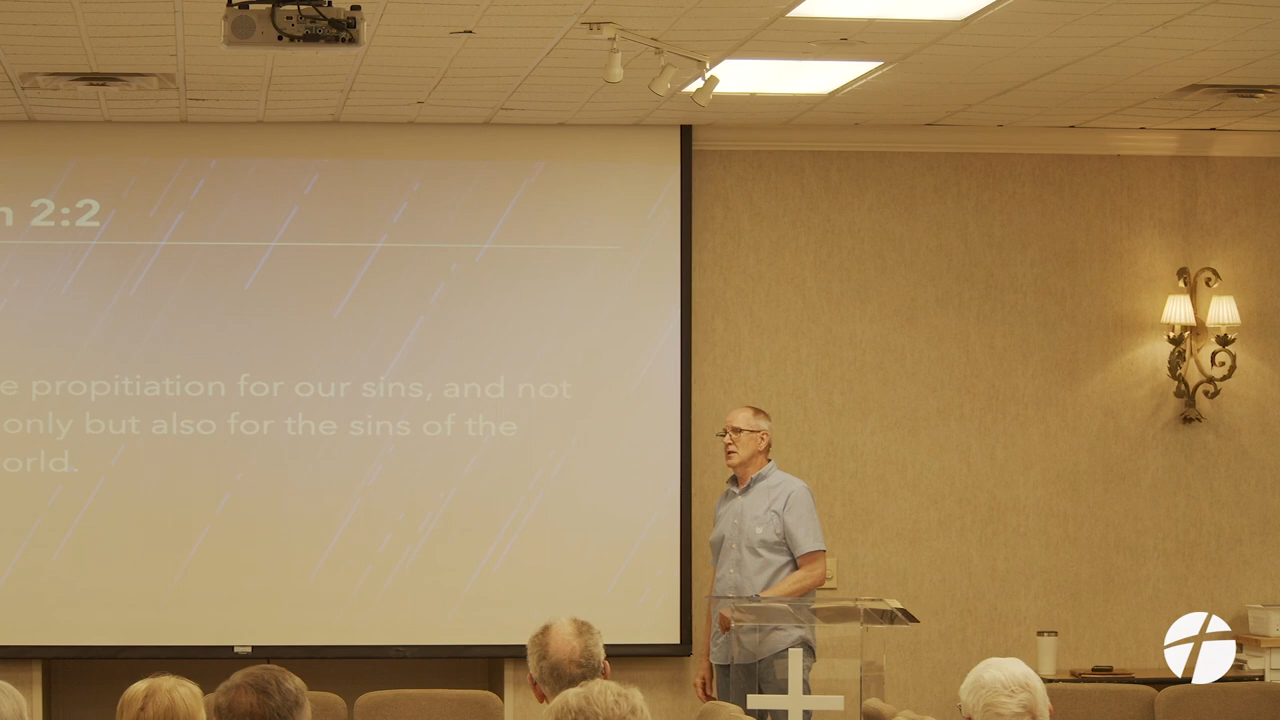 n 2:2
e propitiation for our sins, and not
only but also for the sins of the
orld.